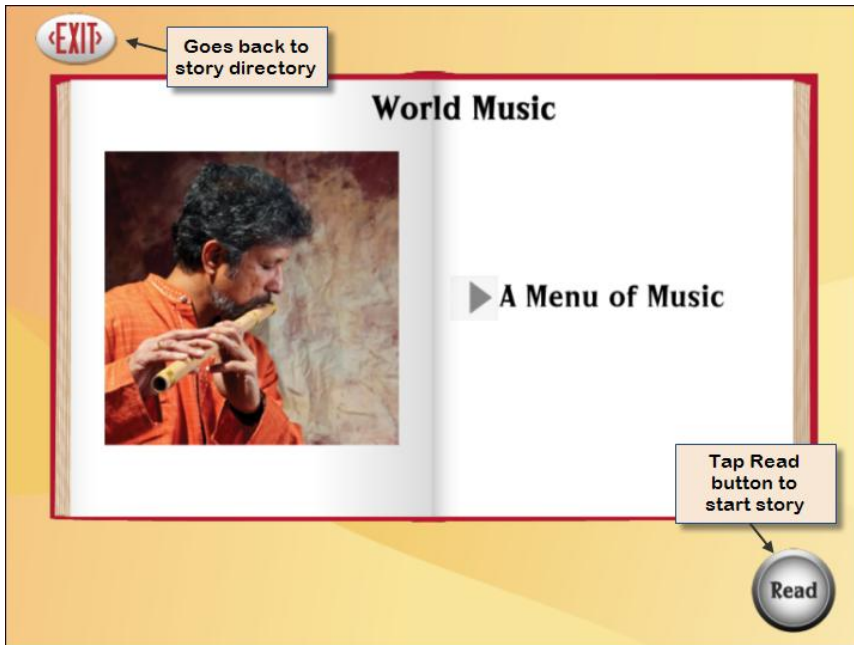 <EXIT>
Goes back to
story directory
World Music
A Menu of Music
Tap Read
button to
start story
Read